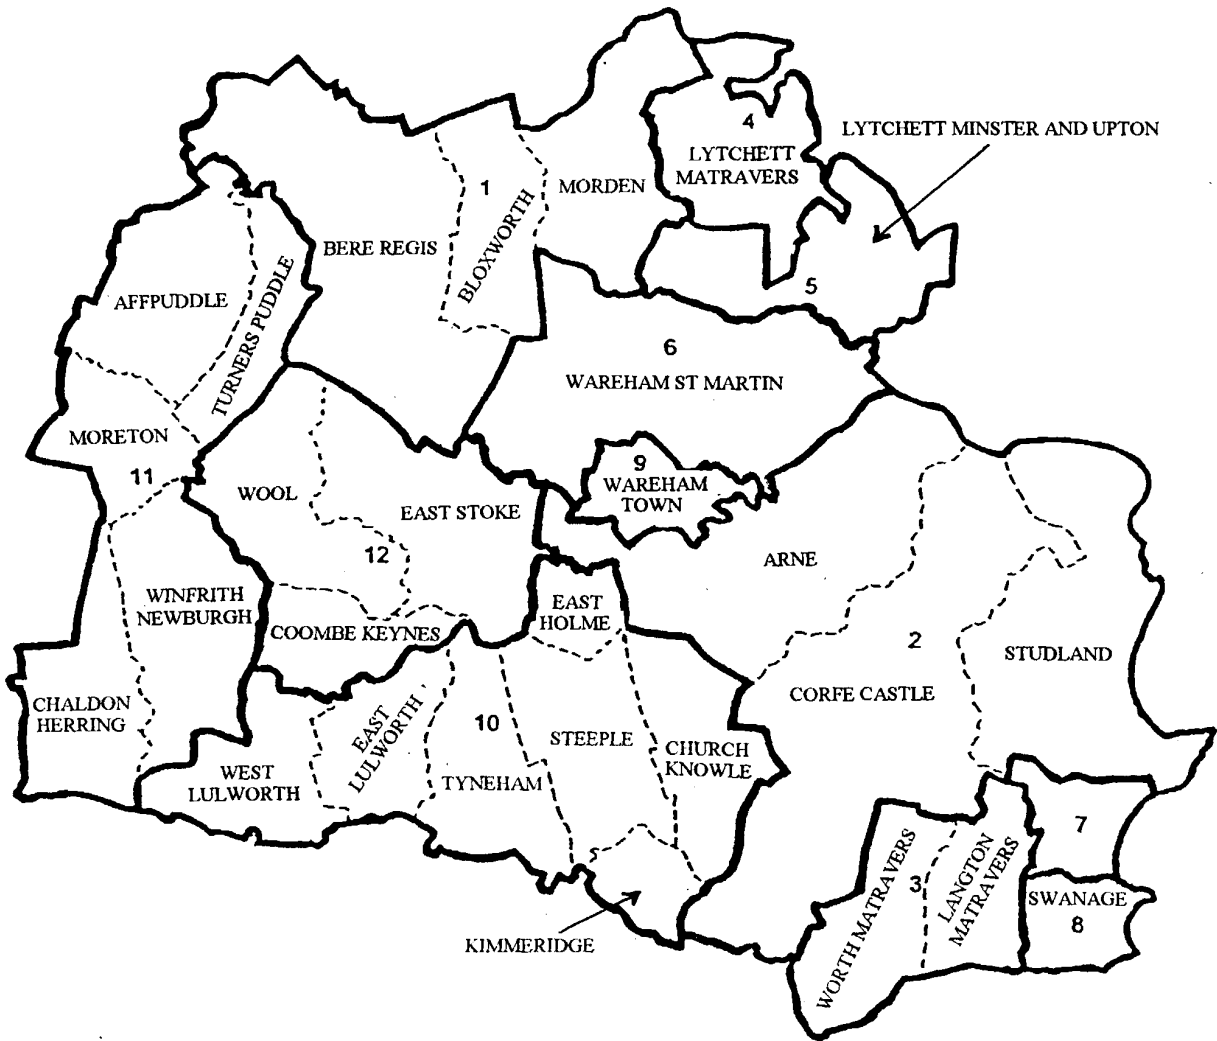 4
LYTCHETT MINSTER AND UPTON
LYTCHETT
MATRAVERS
1
MORDEN
BERE REGIS
BLOXWORTH
5
AFFPUDDLE
TURNERS PUDDLE
6
WAREHAM ST MARTIN
MORETON
11
9
WAREHAM
TOWN
WOOL
EAST STOKE
12
ARNE
WINFRITH
NEWBURGH
EAST
HOLME
COOMBE KEYNES
2
STUDLAND
CORFE CASTLE
CHALDON
HERRING
10
EAST
LULWORTH
STEEPLE
CHURCH
KNOWLE
WEST
LULWORTH
TYNEHAM
7
WORTH MATRAVERS
3
LANGTON
MATRAVERS
SWANAGE
8
KIMMERIDGE